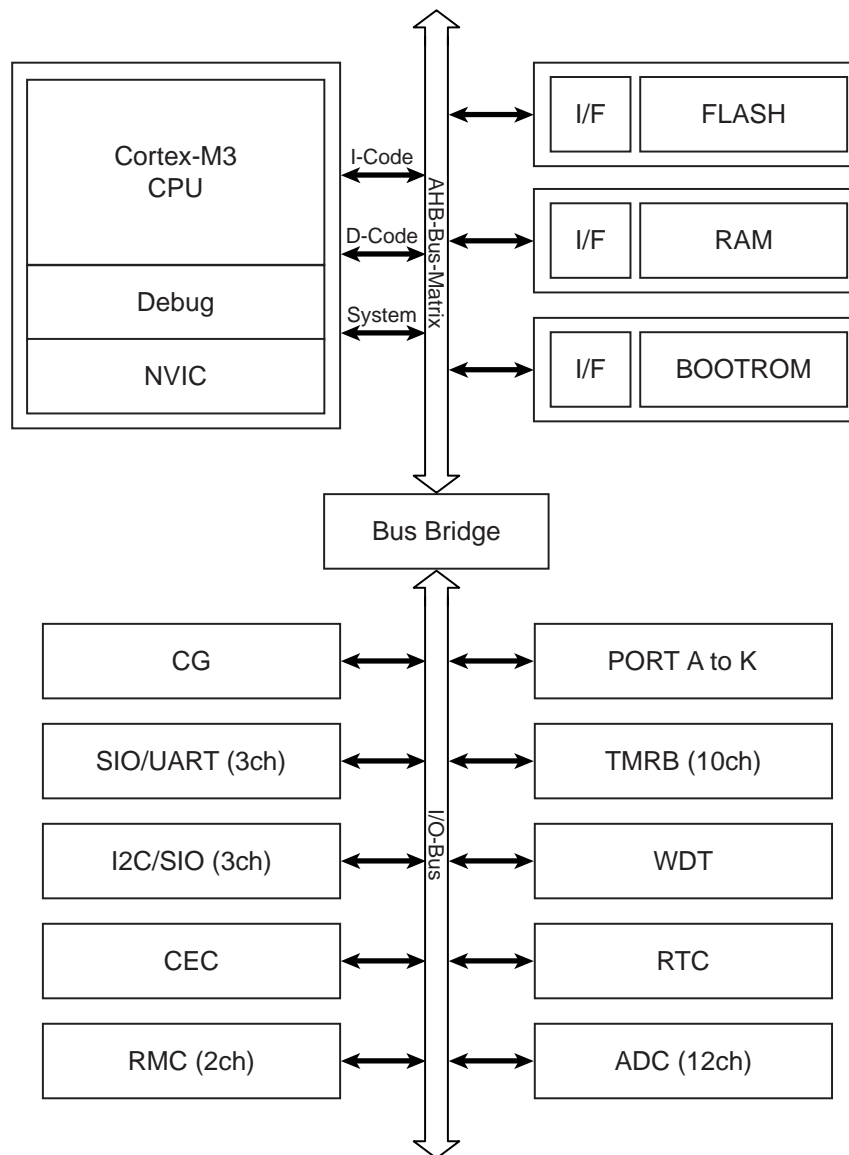 Cortex-M3
CPU
Debug
NVIC
I-Code
D-Code
System
AHB-Bus-Matrix
I/F
FLASH
I/F
RAM
I/F
BOOTROM
Bus Bridge
CG
PORT A to K
SIO/UART (3ch)
TMRB (10ch)
I/O-Bus
I2C/SIO (3ch)
WDT
CEC
RTC
RMC (2ch)
ADC (12ch)